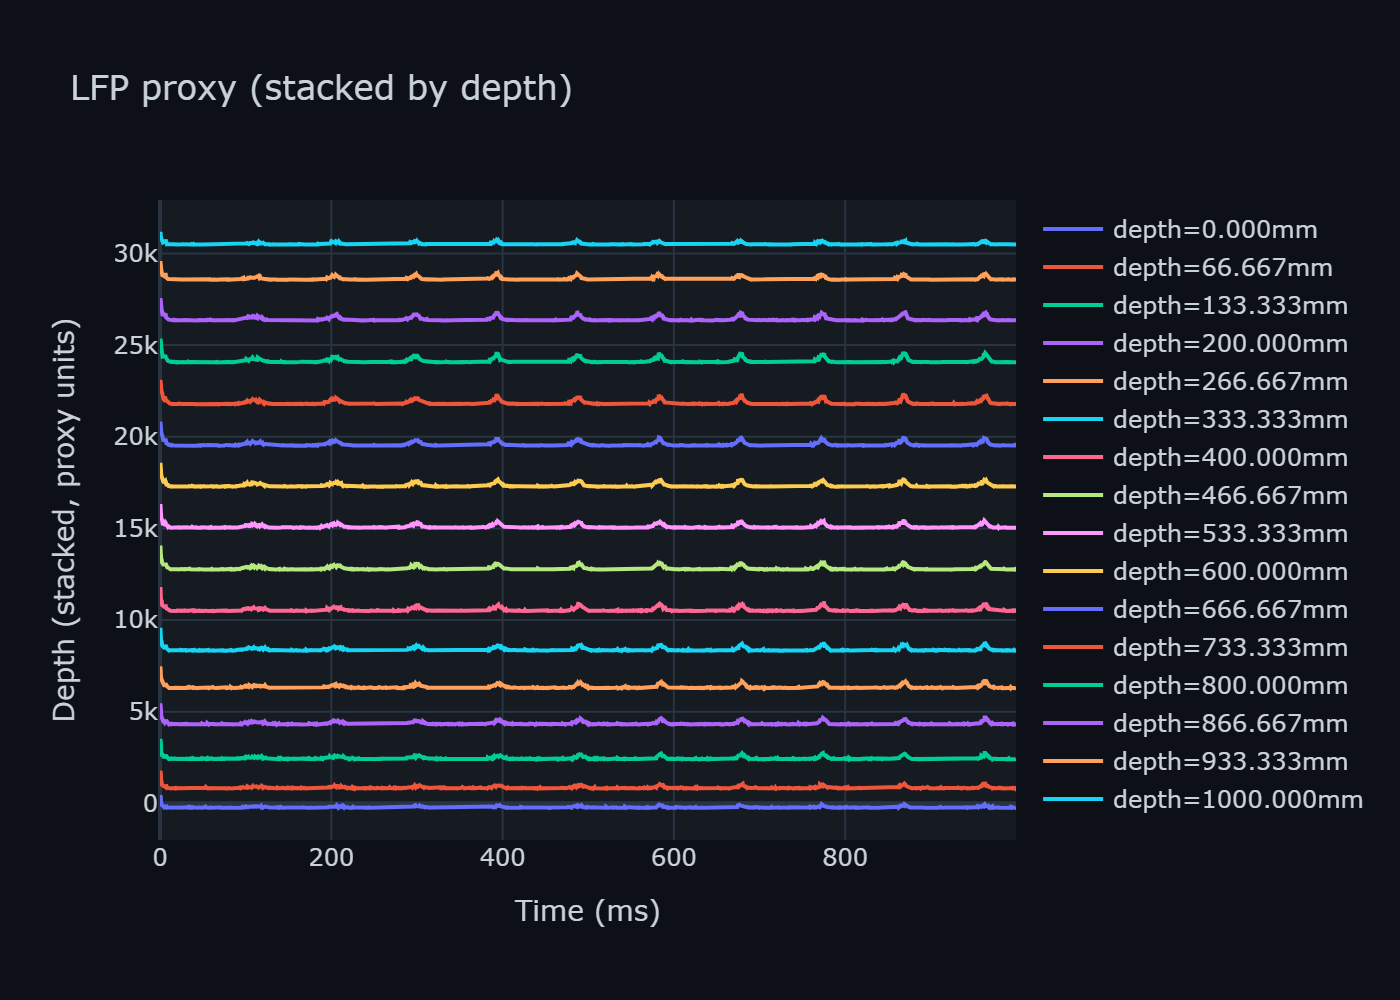 LFP proxy (stacked by depth)
Depth (stacked, proxy units)
30k
25k
20k
15k
10k
5k
0
0 200 400 600 800
Time (ms)
depth=0.000mm
depth=66.667mm
depth=133.333mm
depth=200.000mm
depth=266.667mm
depth=333.333mm
depth=400.000mm
depth=466.667mm
depth=533.333mm
depth=600.000mm
depth=666.667mm
depth=733.333mm
depth=800.000mm
depth=866.667mm
depth=933.333mm
depth=1000.000mm